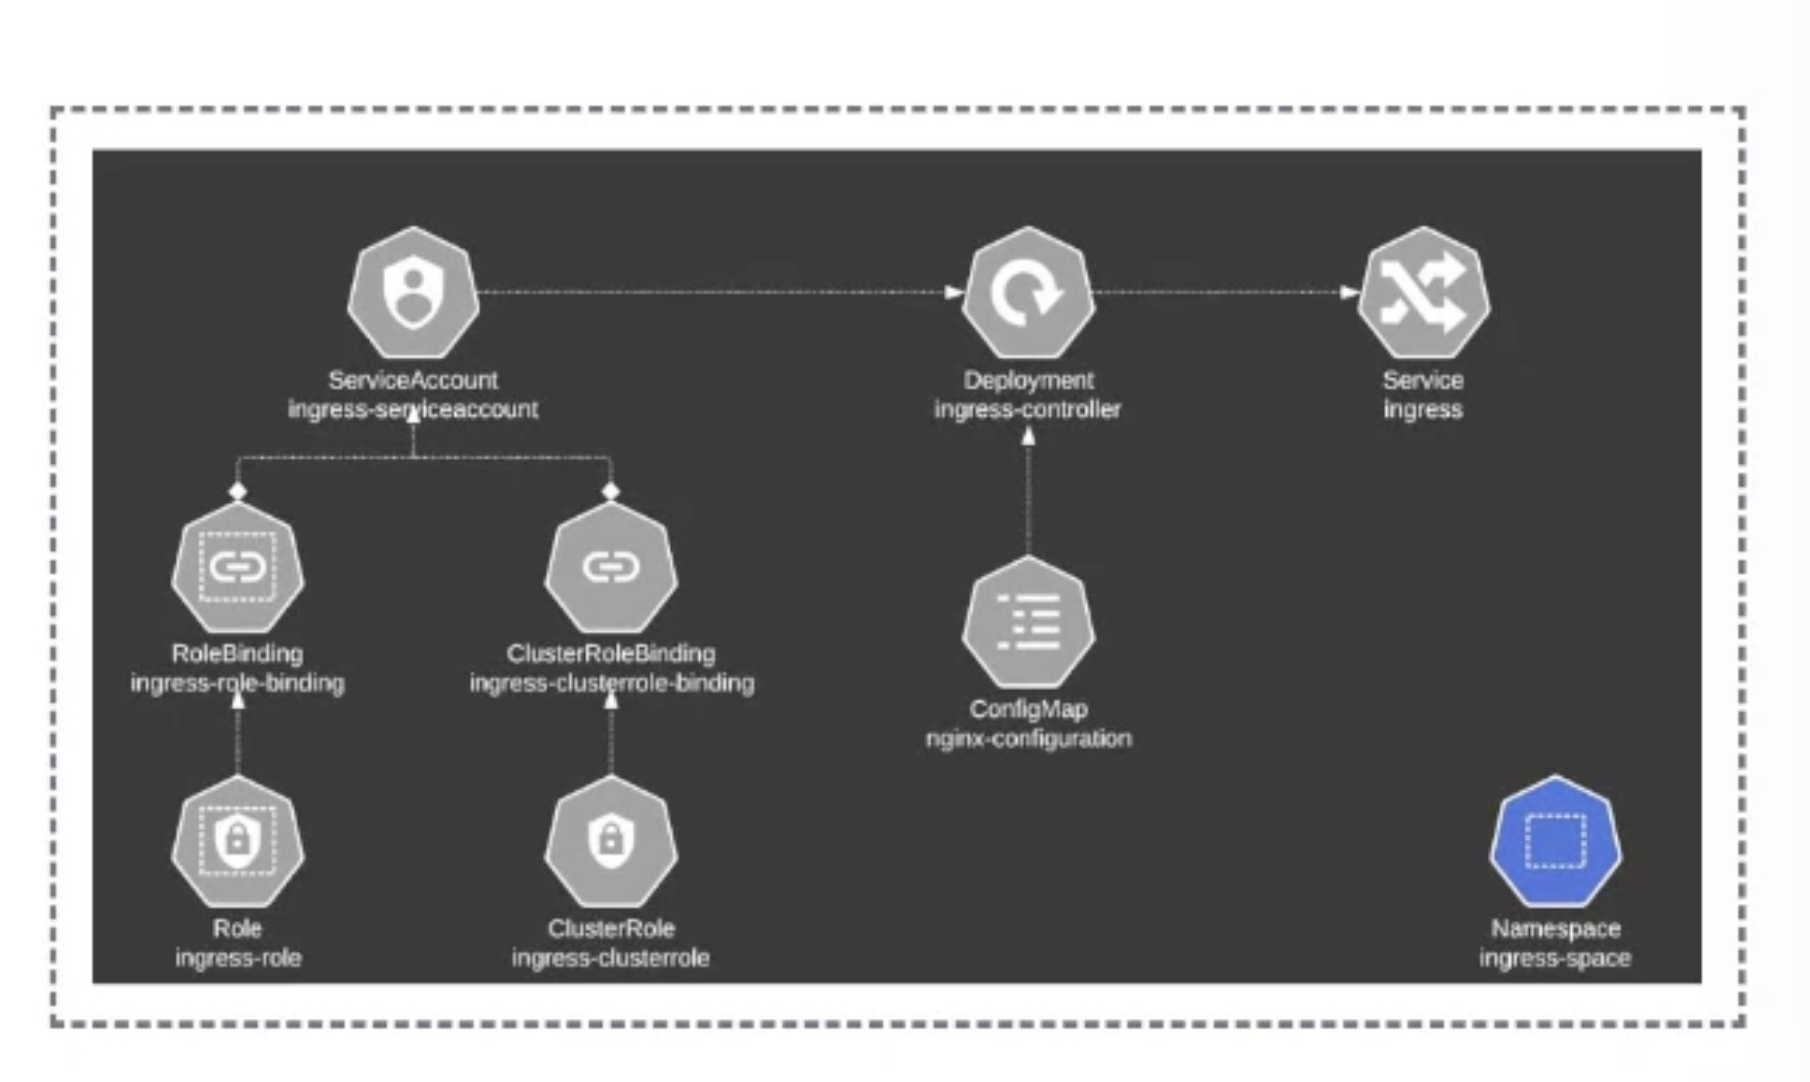 ServiceAccount
ingress-serviceaccount
Deployment
ingress-controller
Service
ingress
RoleBinding
ingress-role-binding
ClusterRoleBinding
ingress-clusterrole-binding
ConfigMap
nginx-configuration
Role
ingress-role
ClusterRole
ingress-clusterrole
Namespace
ingress-space